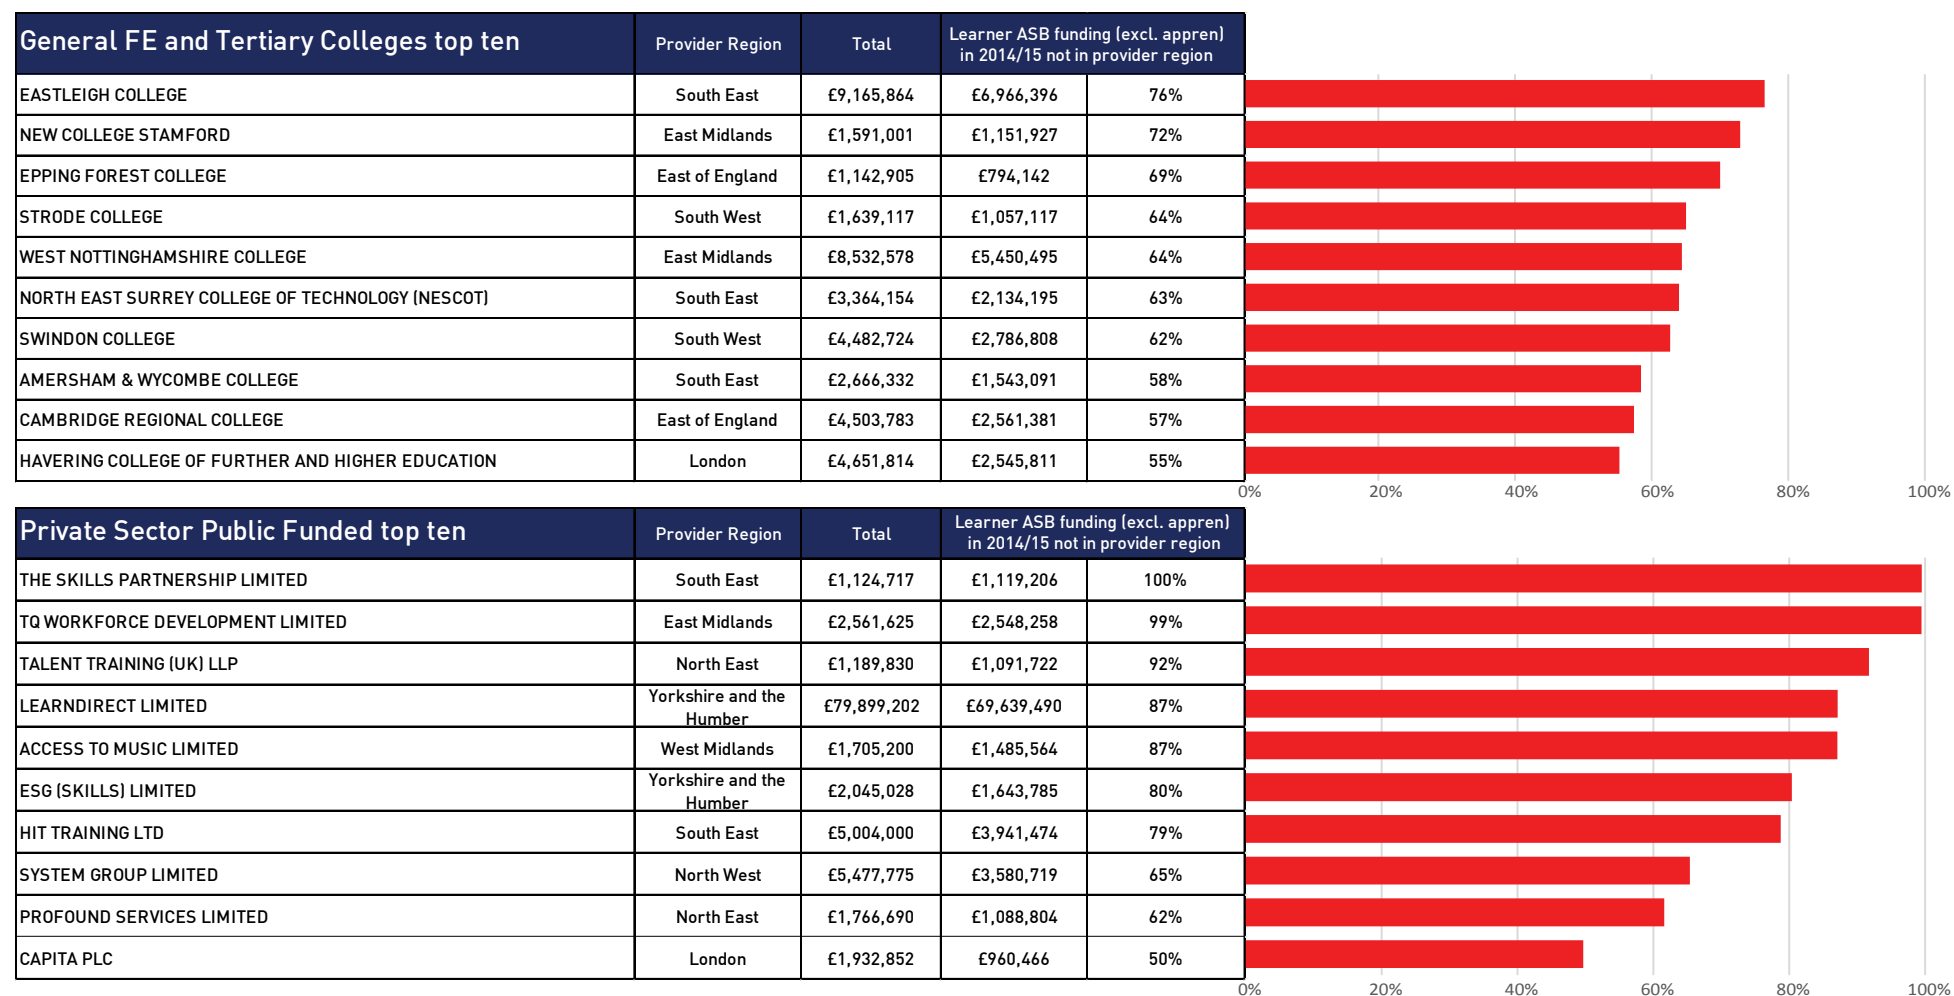 General FE and Tertiary Colleges top ten Provider Region Total Learner ASB funding (excl. appren)
in 2014/15 not in provider region
EASTLEIGH COLLEGE South East £9,165,864 £6,966,396 76%
NEW COLLEGE STAMFORD East Midlands £1,591,001 £1,151,927 72%
EPPING FOREST COLLEGE East of England £1,142,905 £794,142 69%
STRODE COLLEGE South West £1,639,117 £1,057,117 64%
WEST NOTTINGHAMSHIRE COLLEGE East Midlands £8,532,578 £5,450,495 64%
NORTH EAST SURREY COLLEGE OF TECHNOLOGY (NESCOT) South East £3,364,154 £2,134,195 63%
SWINDON COLLEGE South West £4,482,724 £2,786,808 62%
AMERSHAM & WYCOMBE COLLEGE South East £2,666,332 £1,543,091 58%
CAMBRIDGE REGIONAL COLLEGE East of England £4,503,783 £2,561,381 57%
HAVERING COLLEGE OF FURTHER AND HIGHER EDUCATION London £4,651,814 £2,545,811 55%
0% 20% 40% 60% 80% 100%
Private Sector Public Funded top ten Provider Region Total Learner ASB funding (excl. appren)
in 2014/15 not in provider region
THE SKILLS PARTNERSHIP LIMITED South East £1,124,717 £1,119,206 100%
TQ WORKFORCE DEVELOPMENT LIMITED East Midlands £2,561,625 £2,548,258 99%
TALENT TRAINING (UK) LLP North East £1,189,830 £1,091,722 92%
LEARNDIRECT LIMITED Yorkshire and the
Humber £79,899,202 £69,639,490 87%
ACCESS TO MUSIC LIMITED West Midlands £1,705,200 £1,485,564 87%
ESG (SKILLS) LIMITED Yorkshire and the
Humber £2,045,028 £1,643,785 80%
HIT TRAINING LTD South East £5,004,000 £3,941,474 79%
SYSTEM GROUP LIMITED North West £5,477,775 £3,580,719 65%
PROFOUND SERVICES LIMITED North East £1,766,690 £1,088,804 62%
CAPITA PLC London £1,932,852 £960,466 50%
0% 20% 40% 60% 80% 100%